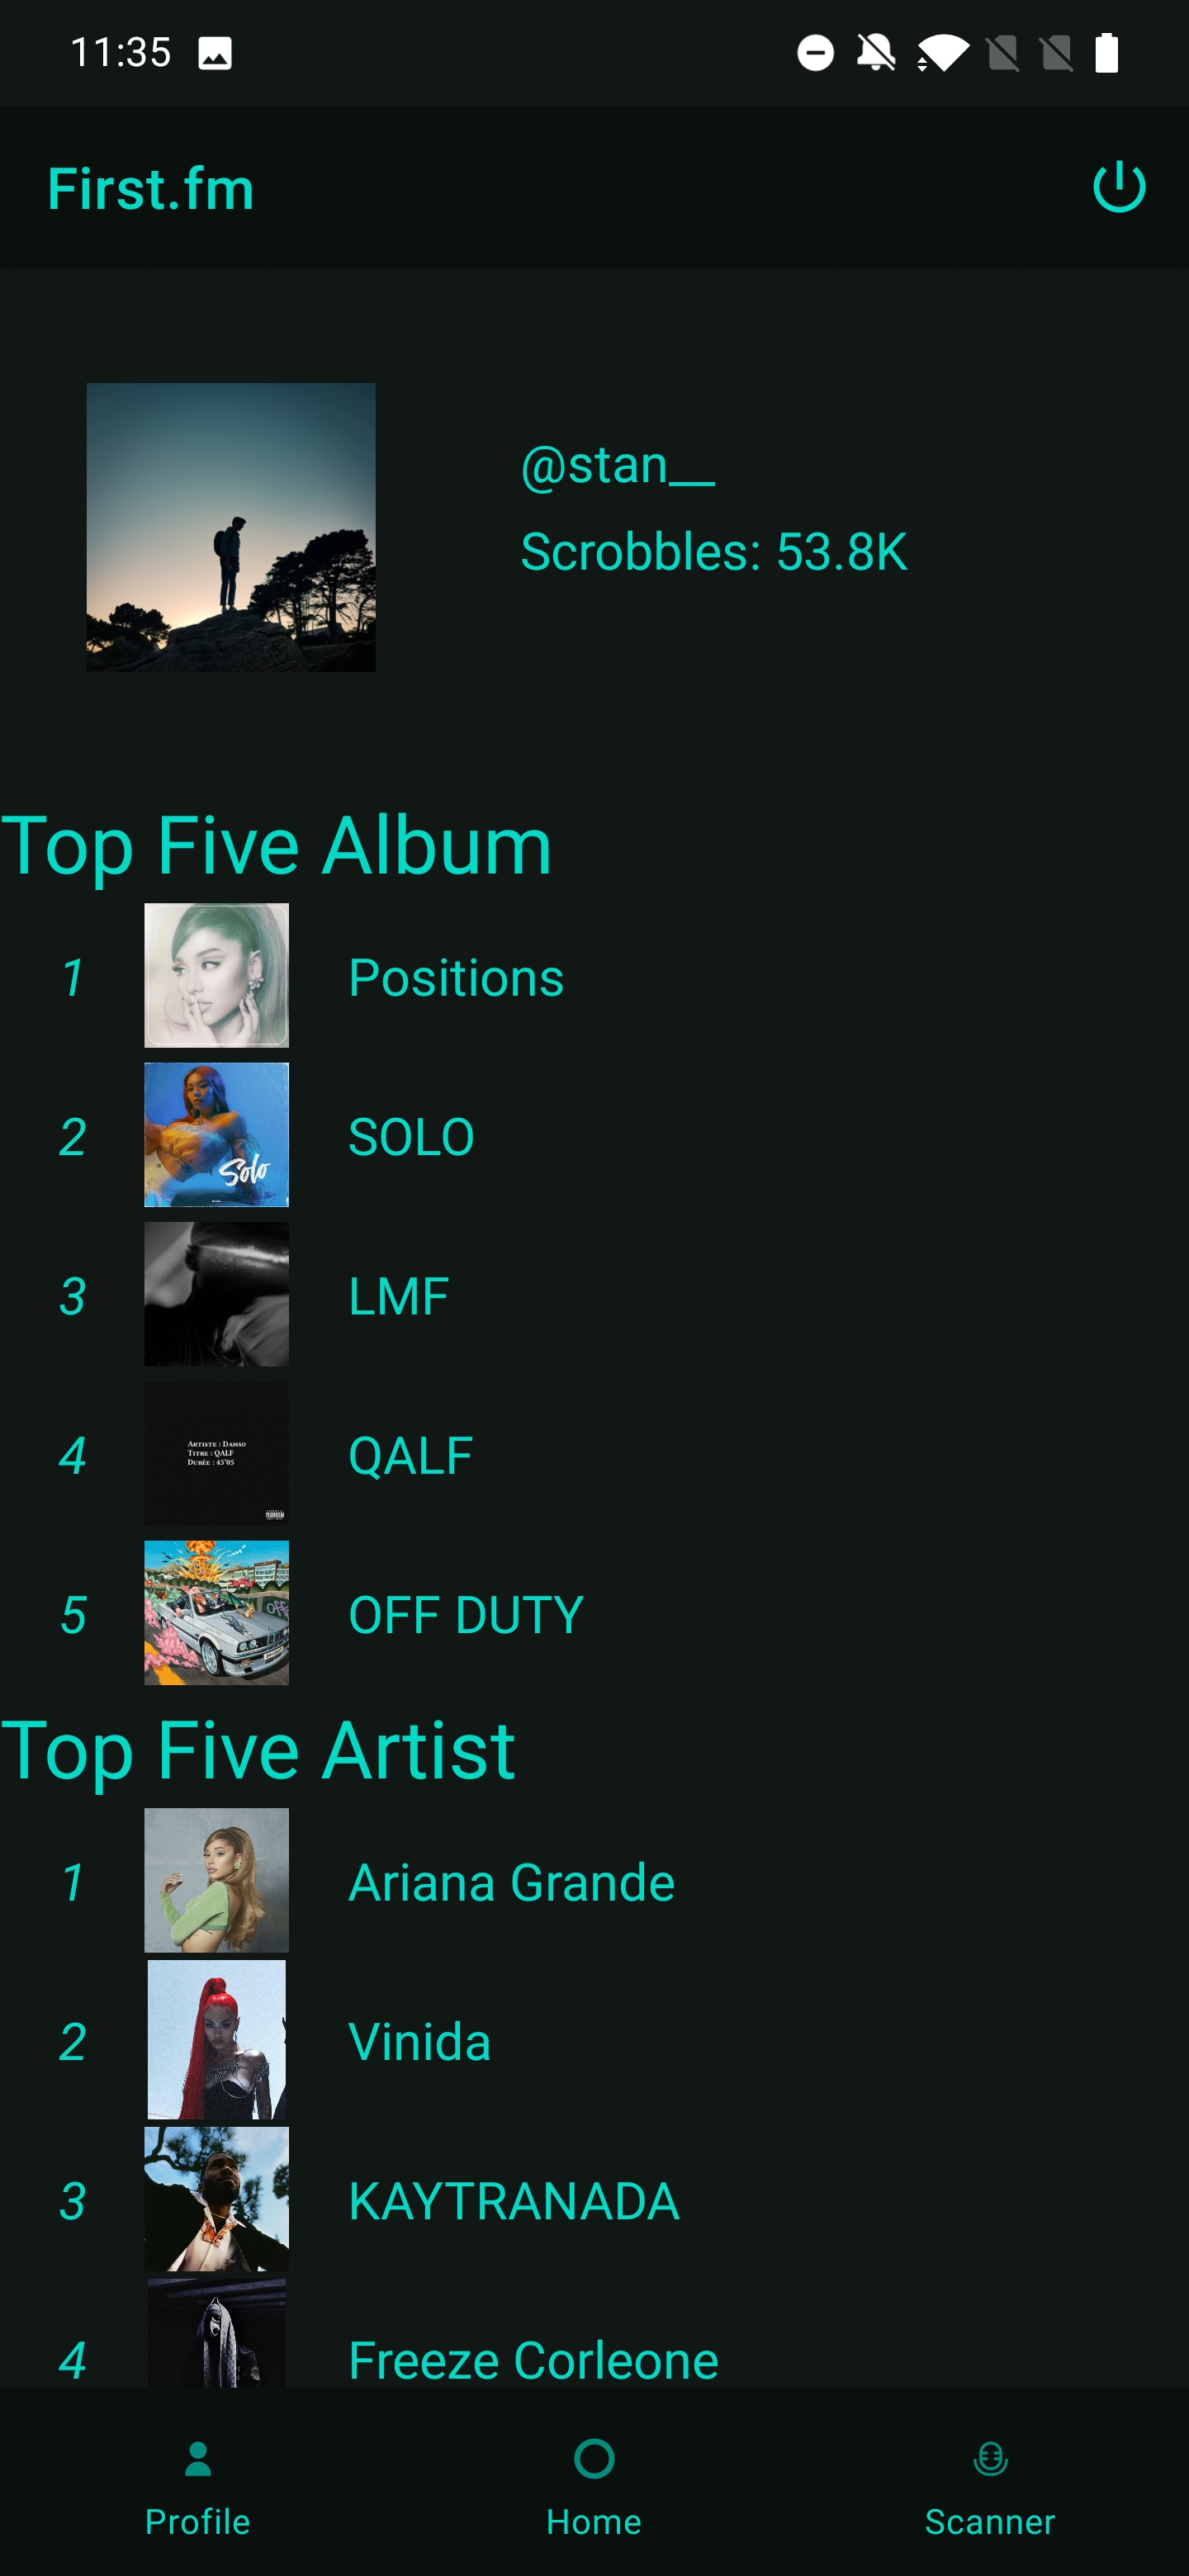 11:35
First.fm
@stan__
Scrobbles: 53.8K
Top Five Album
1
Positions
2
Solo
SOLO
3
LMF
4
Artiste : Damso
Titre : QALF
Durée : 45'05
QALF
5
OFF DUTY
Top Five Artist
1
Ariana Grande
2
Vinida
3
KAYTRANADA
4
Freeze Corleone
Profile
Home
Scanner